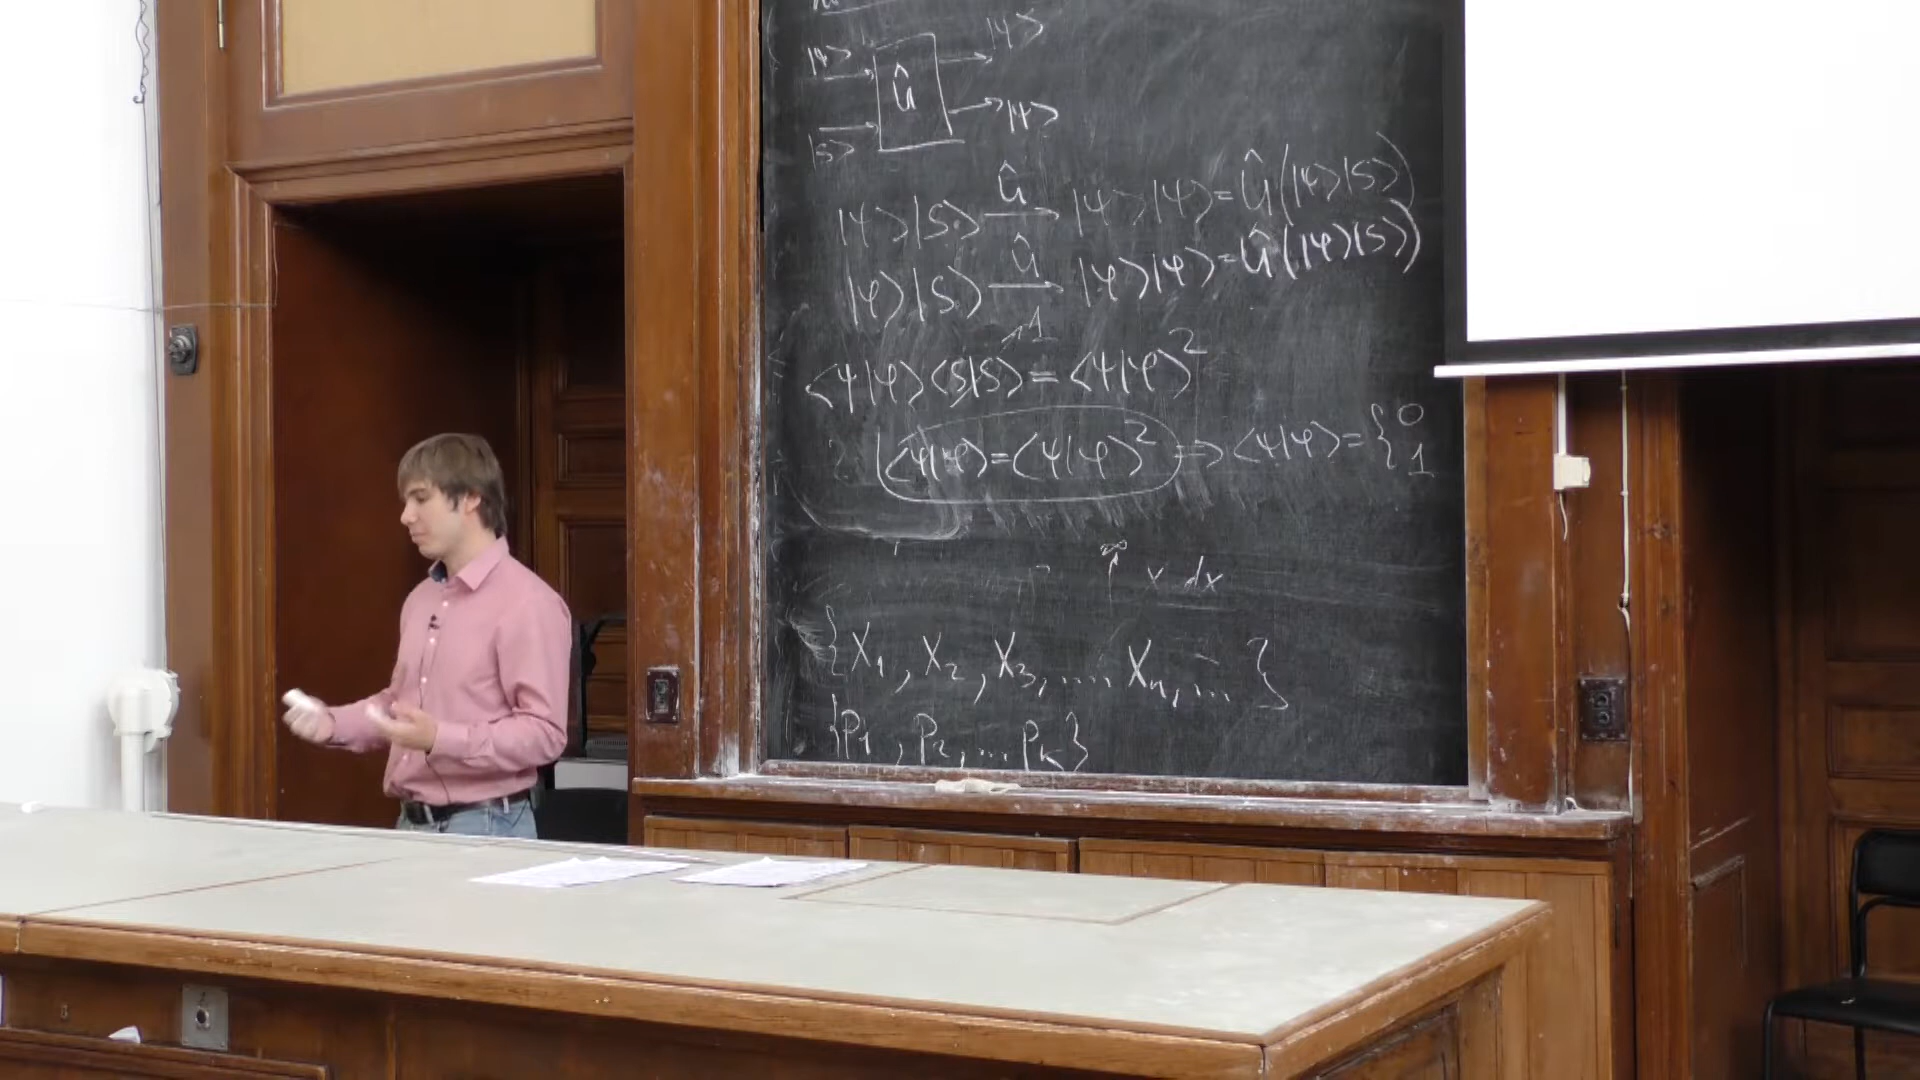 |ψ> |ψ>
Û
|s> |ψ>
Û
|ψ>|S> → |ψ>|ψ> = Û(|ψ>|S>)
Û
|φ>|S> → |φ>|φ> = Û(|φ>|S>)
1
<ψ|φ><S|S> = <ψ|φ>²
<ψ|φ> = <ψ|φ>² ⇒ <ψ|φ> = { 0 1
∞
x dx
{X₁, X₂, X₃, .... Xₙ, ... }
{P₁, P₂, ... Pₖ}